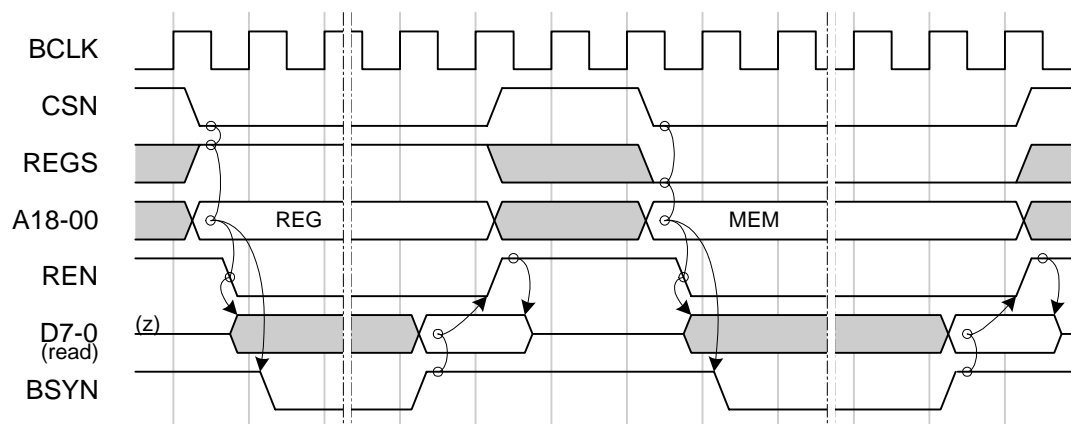 BCLK
CSN
REGS
A18-00 REG MEM
REN
D7-0 (z)
(read)
BSYN